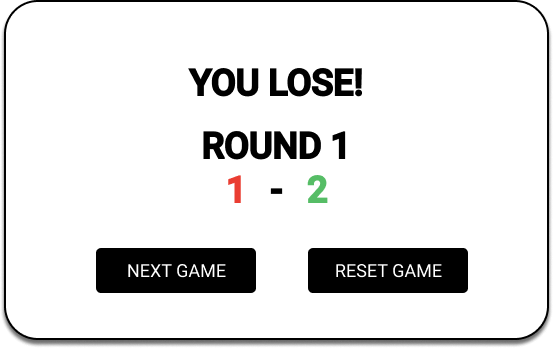 YOU LOSE!
ROUND 1
1 - 2
NEXT GAME
RESET GAME